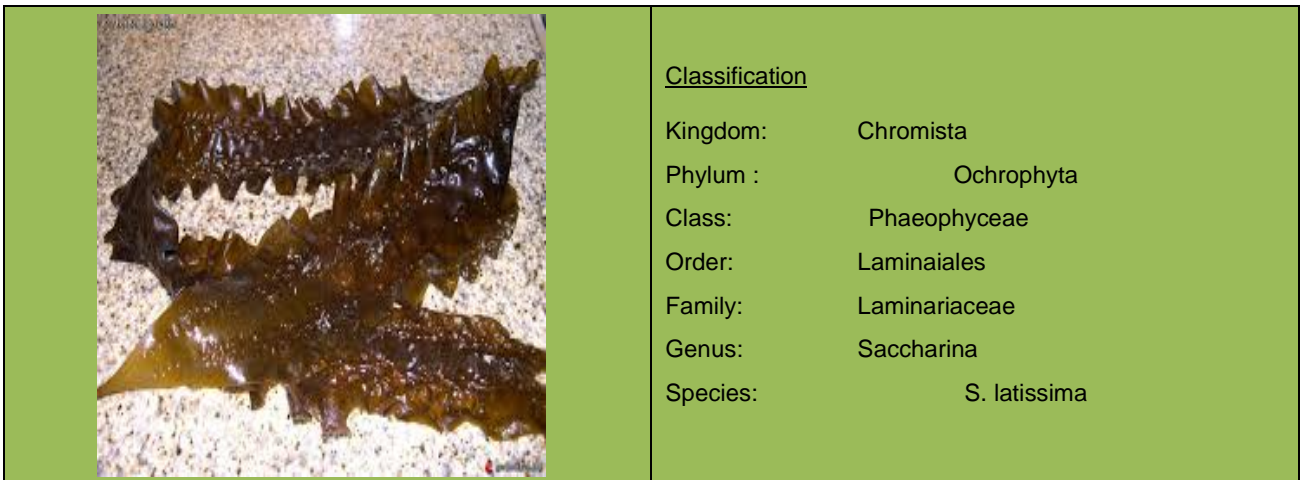 Classification
Kingdom: Chromista
Phylum : Ochrophyta
Class: Phaeophyceae
Order: Laminaiales
Family: Laminariaceae
Genus: Saccharina
Species: S. latissima